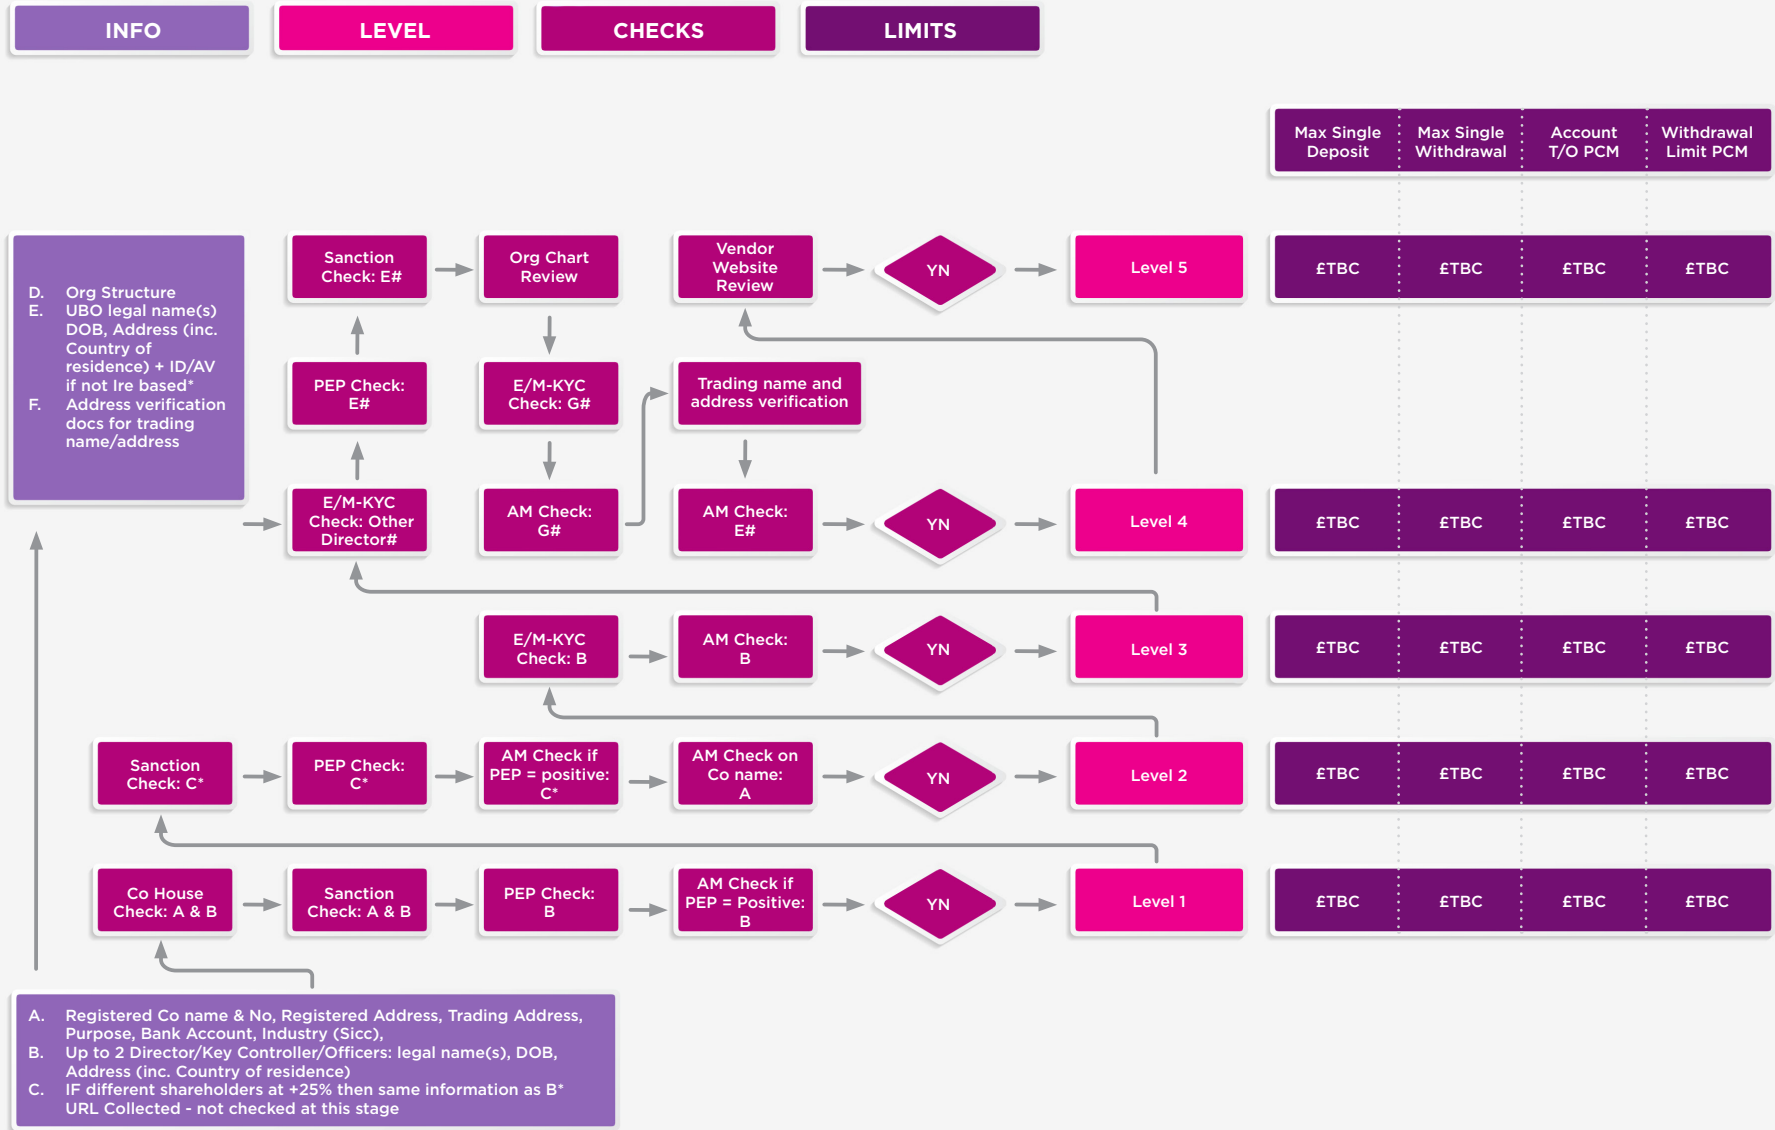 INFO
LEVEL
CHECKS
LIMITS
Max Single
Deposit
Max Single
Withdrawal
Account
T/O PCM
Withdrawal
Limit PCM
D. Org Structure
E. UBO legal name(s)
DOB, Address (inc.
Country of
residence) + ID/AV
if not Ire based*
F. Address verification
docs for trading
name/address
Sanction
Check: E#
Org Chart
Review
Vendor
Website
Review
YN
Level 5
£TBC
£TBC
£TBC
£TBC
PEP Check:
E#
E/M-KYC
Check: G#
Trading name and
address verification
E/M-KYC
Check: Other
Director#
AM Check:
G#
AM Check:
E#
YN
Level 4
£TBC
£TBC
£TBC
£TBC
E/M-KYC
Check: B
AM Check:
B
YN
Level 3
£TBC
£TBC
£TBC
£TBC
Sanction
Check: C*
PEP Check:
C*
AM Check if
PEP = positive:
C*
AM Check on
Co name:
A
YN
Level 2
£TBC
£TBC
£TBC
£TBC
Co House
Check: A & B
Sanction
Check: A & B
PEP Check:
B
AM Check if
PEP = Positive:
B
YN
Level 1
£TBC
£TBC
£TBC
£TBC
A. Registered Co name & No, Registered Address, Trading Address,
Purpose, Bank Account, Industry (Sicc),
B. Up to 2 Director/Key Controller/Officers: legal name(s), DOB,
Address (inc. Country of residence)
C. IF different shareholders at +25% then same information as B*
URL Collected - not checked at this stage